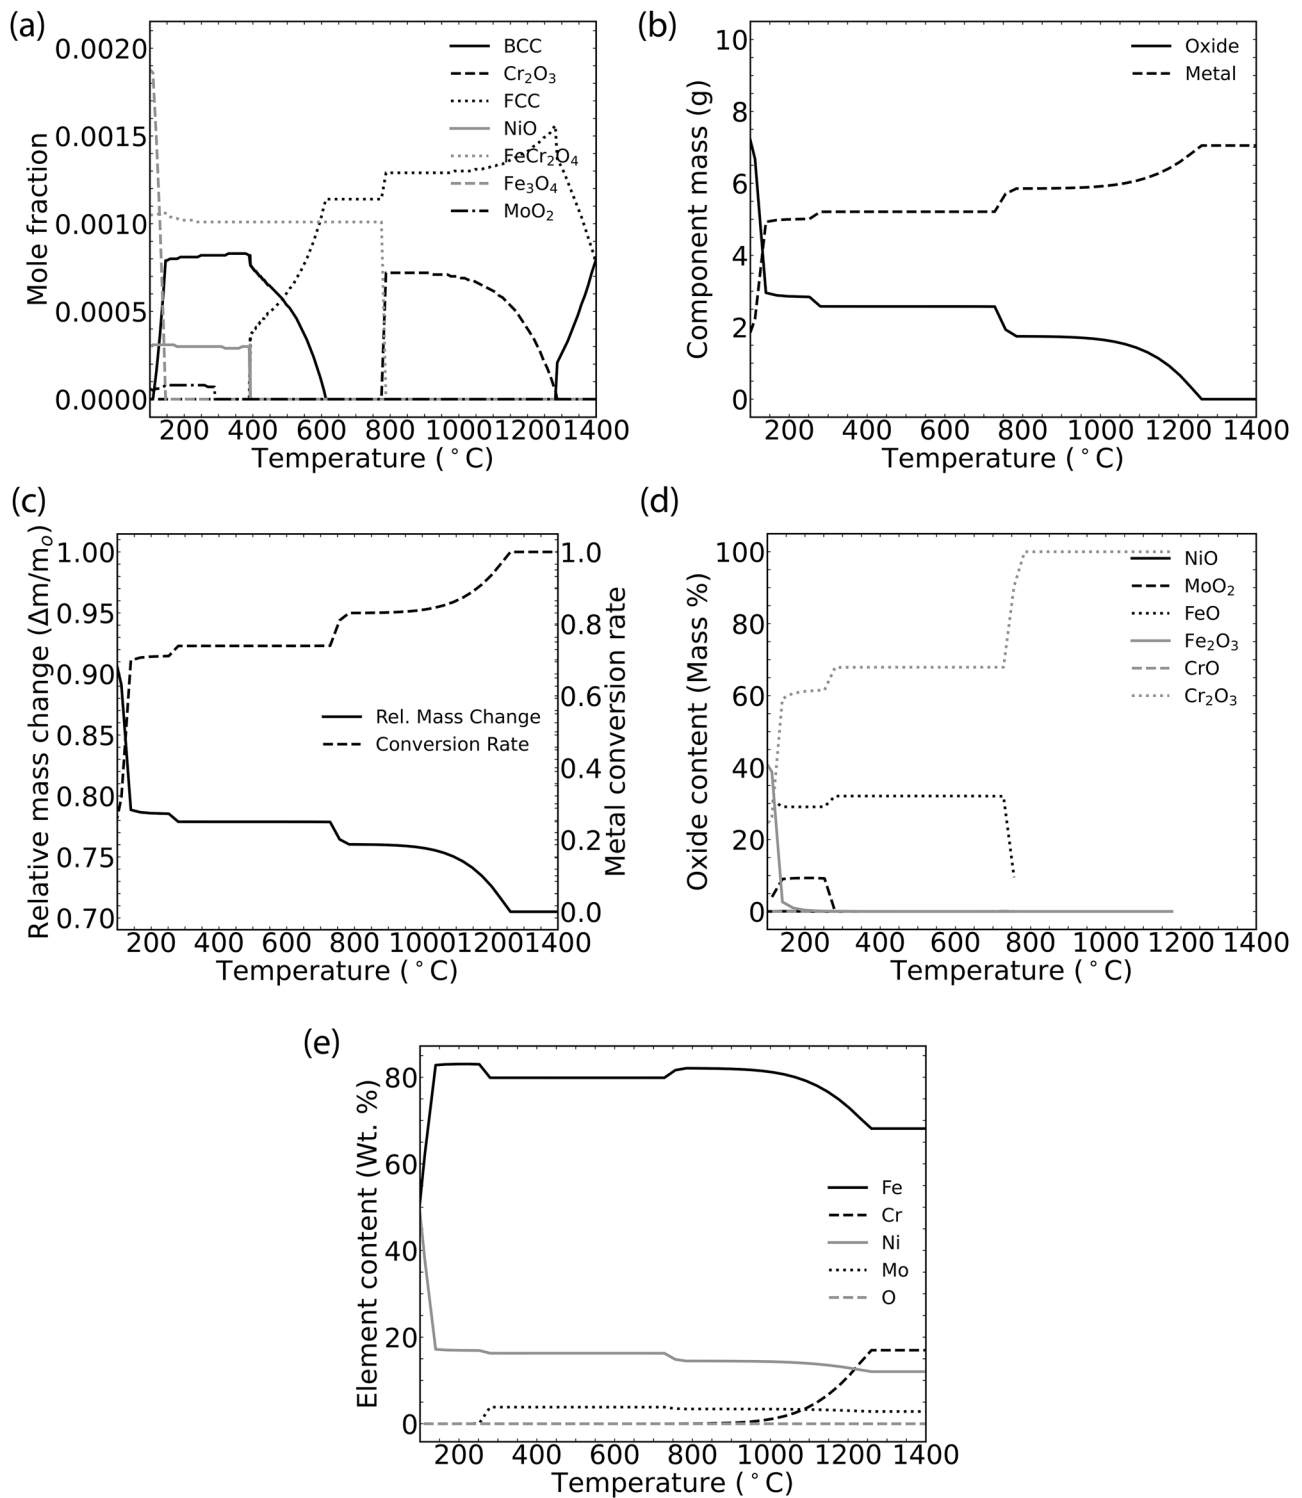 (a)
0.0020
0.0015
0.0010
0.0005
0.0000
Mole fraction
BCC
Cr₂O₃
FCC
NiO
FeCr₂O₄
Fe₃O₄
MoO₂
200 400 600 800 1000 1200 1400
Temperature (°C)
(b)
10
8
6
4
2
0
Component mass (g)
Oxide
Metal
200 400 600 800 1000 1200 1400
Temperature (°C)
(c)
1.00
0.95
0.90
0.85
0.80
0.75
0.70
Relative mass change (Δm/mₒ)
Rel. Mass Change
Conversion Rate
1.0
0.8
0.6
0.4
0.2
0.0
Metal conversion rate
200 400 600 800 1000 1200 1400
Temperature (°C)
(d)
100
80
60
40
20
0
Oxide content (Mass %)
NiO
MoO₂
FeO
Fe₂O₃
CrO
Cr₂O₃
200 400 600 800 1000 1200 1400
Temperature (°C)
(e)
80
60
40
20
0
Element content (Wt. %)
Fe
Cr
Ni
Mo
O
200 400 600 800 1000 1200 1400
Temperature (°C)